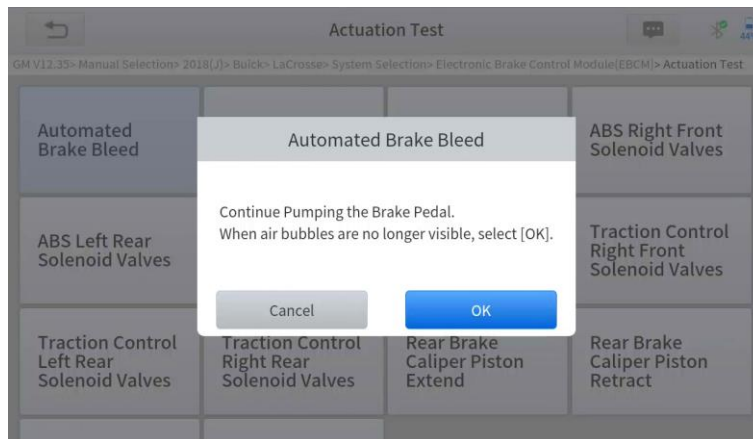 Actuation Test
GM V12.35> Manual Selection> 2018(J)> Buick> LaCrosse> System Selection> Electronic Brake Control Module(EBCM)> Actuation Test
Automated
Brake Bleed
ABS Right Front
Solenoid Valves
Automated Brake Bleed
Continue Pumping the Brake Pedal.
When air bubbles are no longer visible, select [OK].
Cancel
OK
ABS Left Rear
Solenoid Valves
Traction Control
Right Front
Solenoid Valves
Traction Control
Left Rear
Solenoid Valves
Traction Control
Right Rear
Solenoid Valves
Rear Brake
Caliper Piston
Extend
Rear Brake
Caliper Piston
Retract